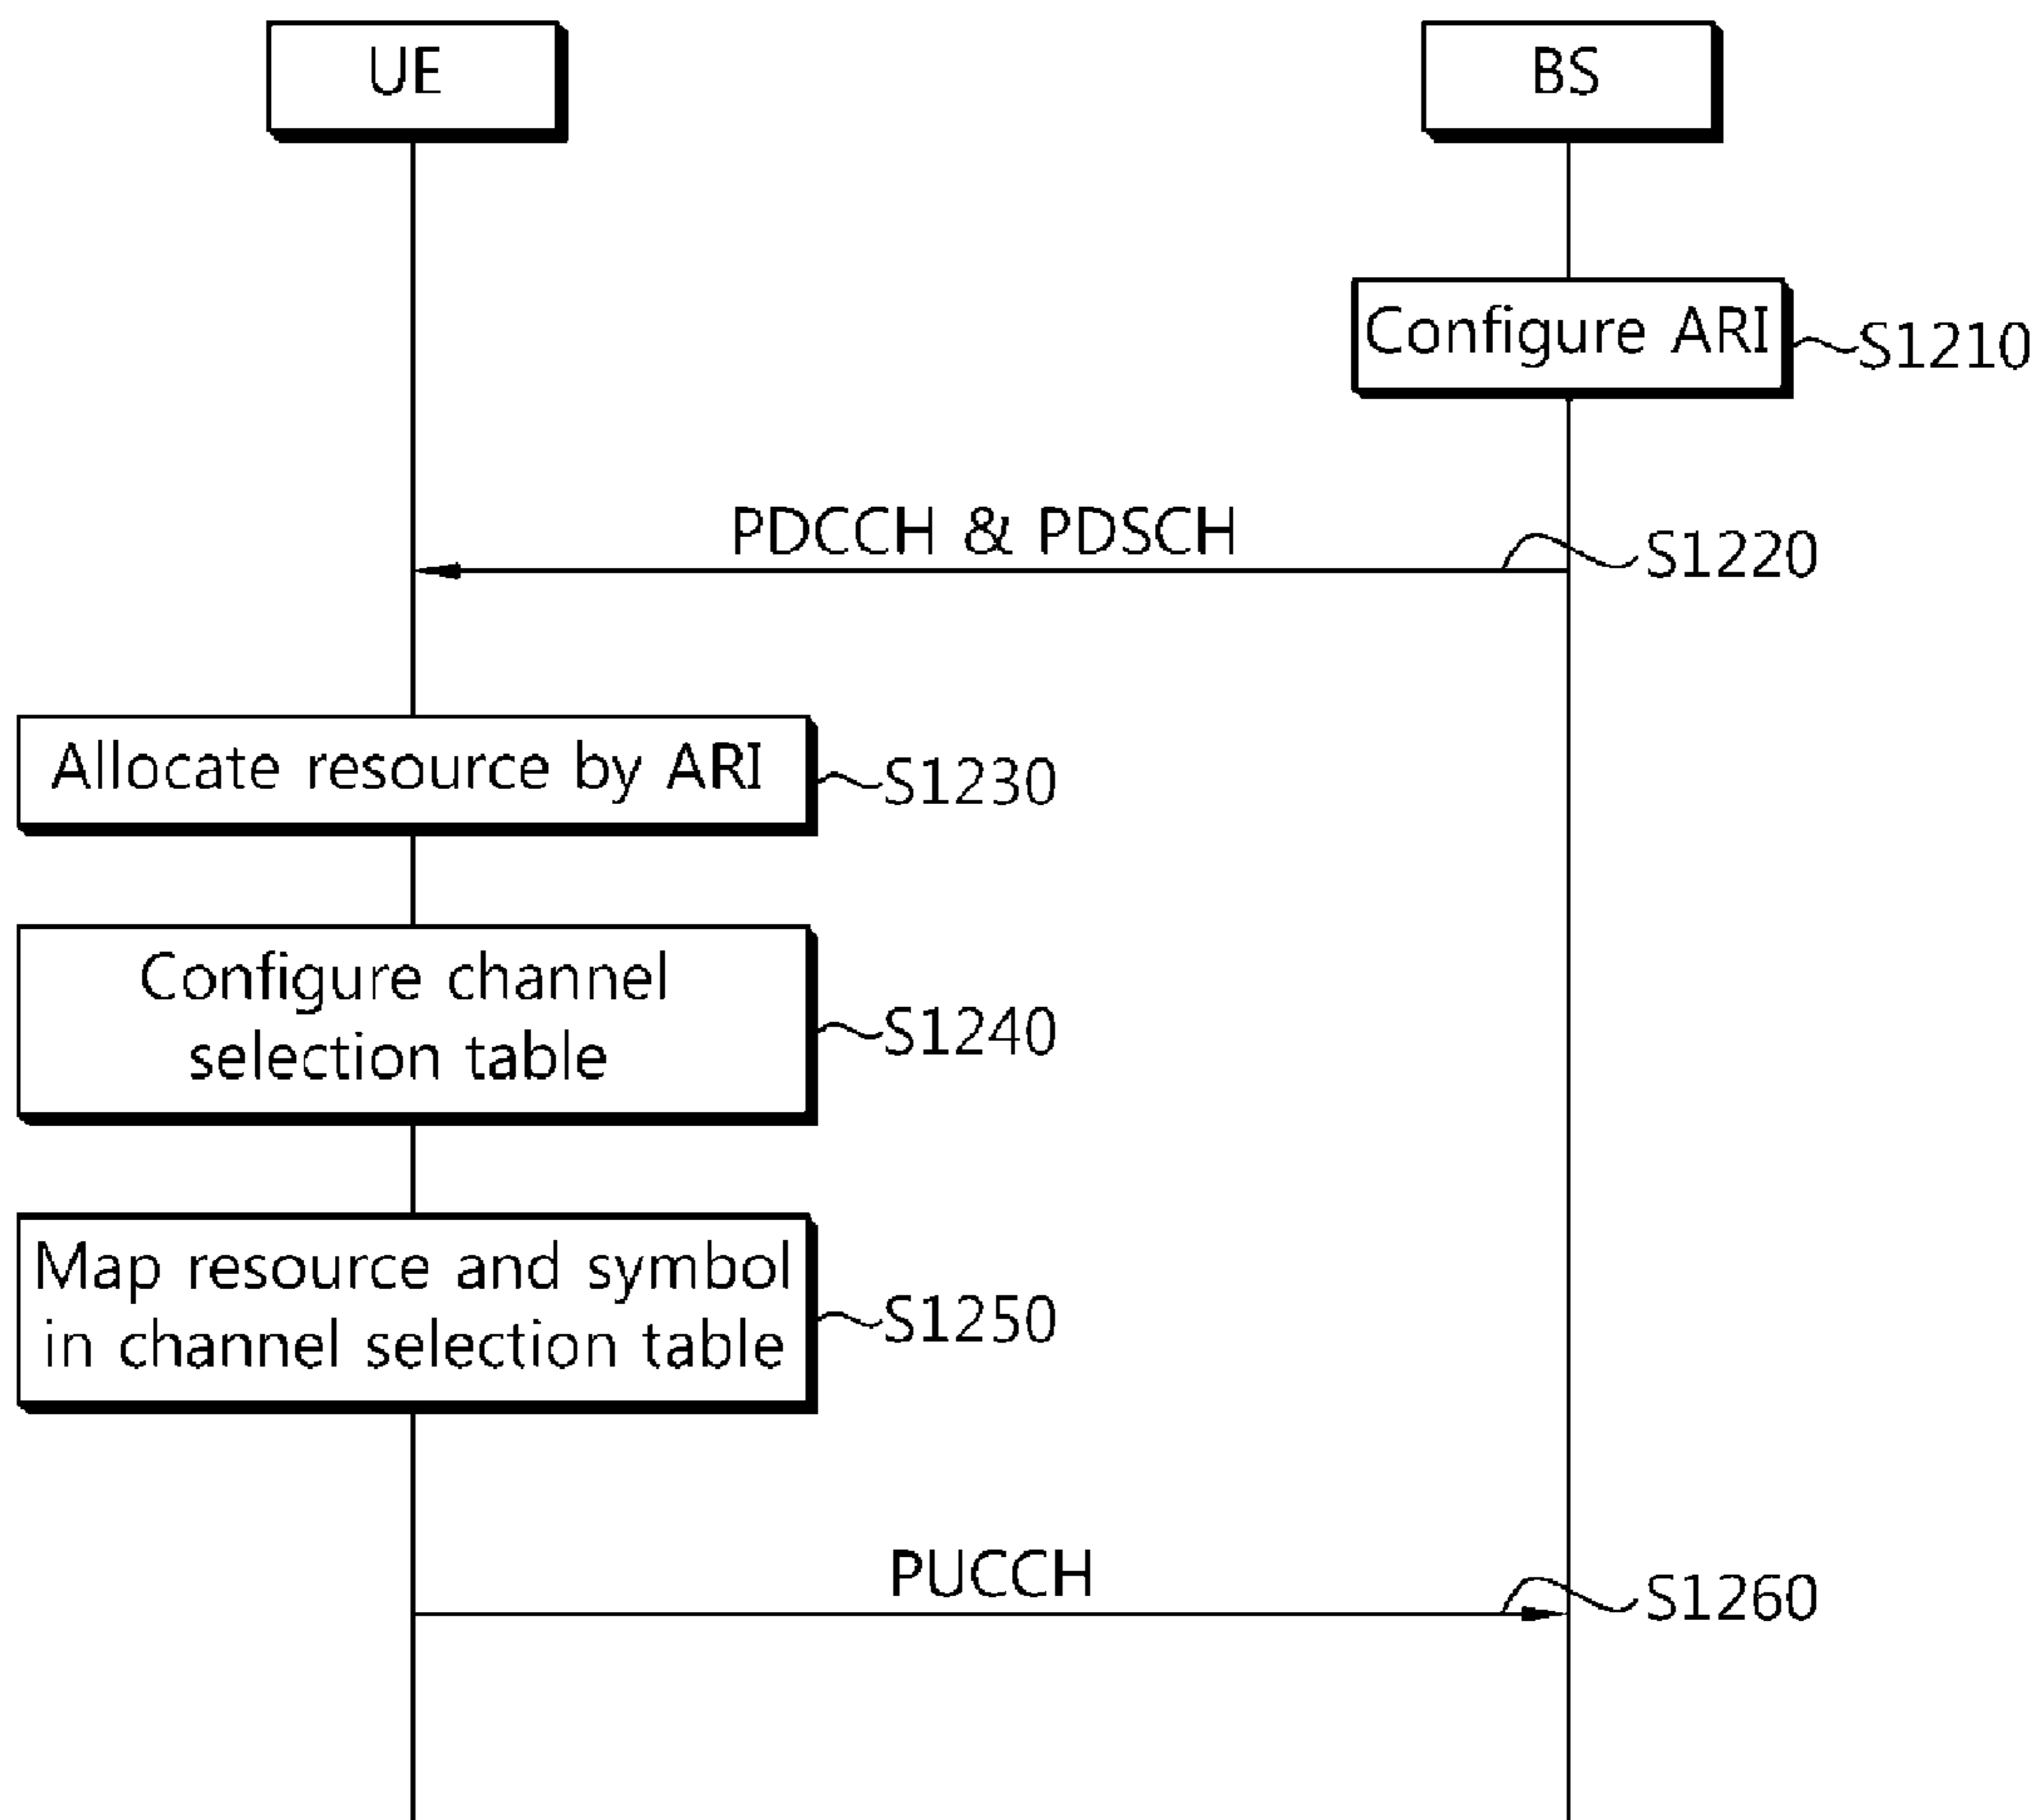 UE
BS
Configure ARI
S1210
PDCCH & PDSCH
S1220
Allocate resource by ARI
S1230
Configure channel
selection table
S1240
Map resource and symbol
in channel selection table
S1250
PUCCH
S1260